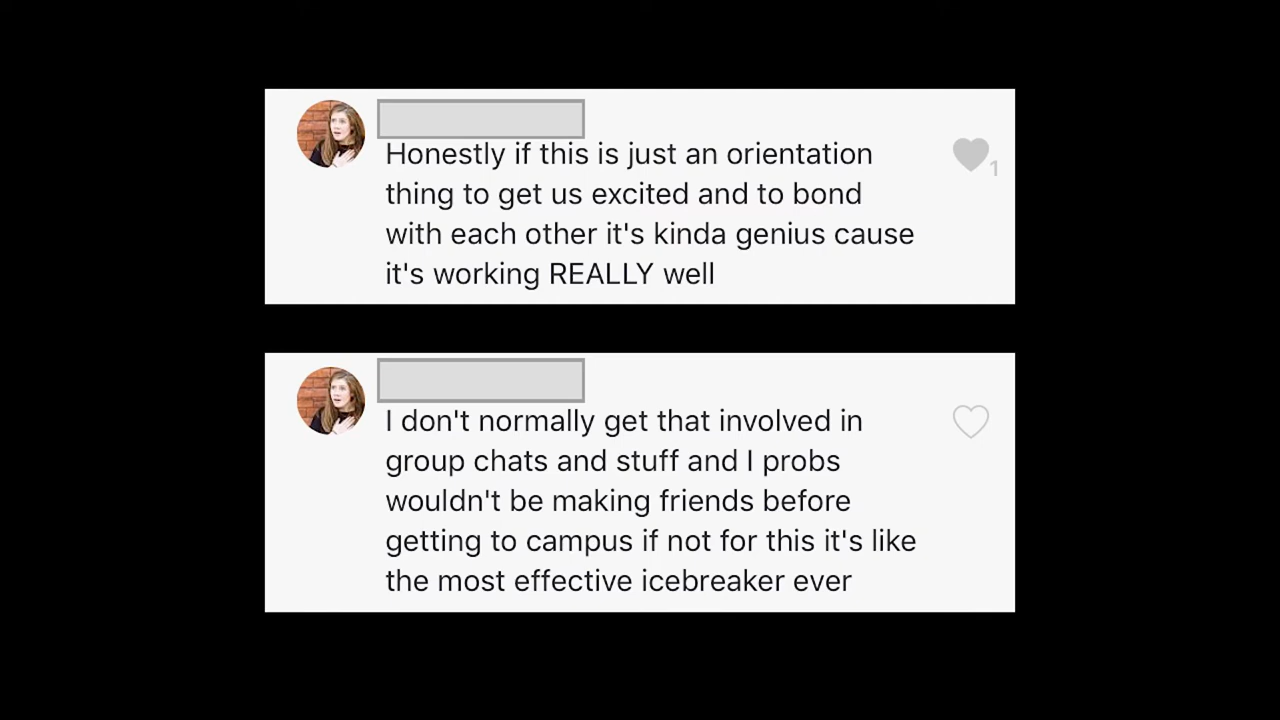 Honestly if this is just an orientation
thing to get us excited and to bond
with each other it's kinda genius cause
it's working REALLY well
1
I don't normally get that involved in
group chats and stuff and I probs
wouldn't be making friends before
getting to campus if not for this it's like
the most effective icebreaker ever